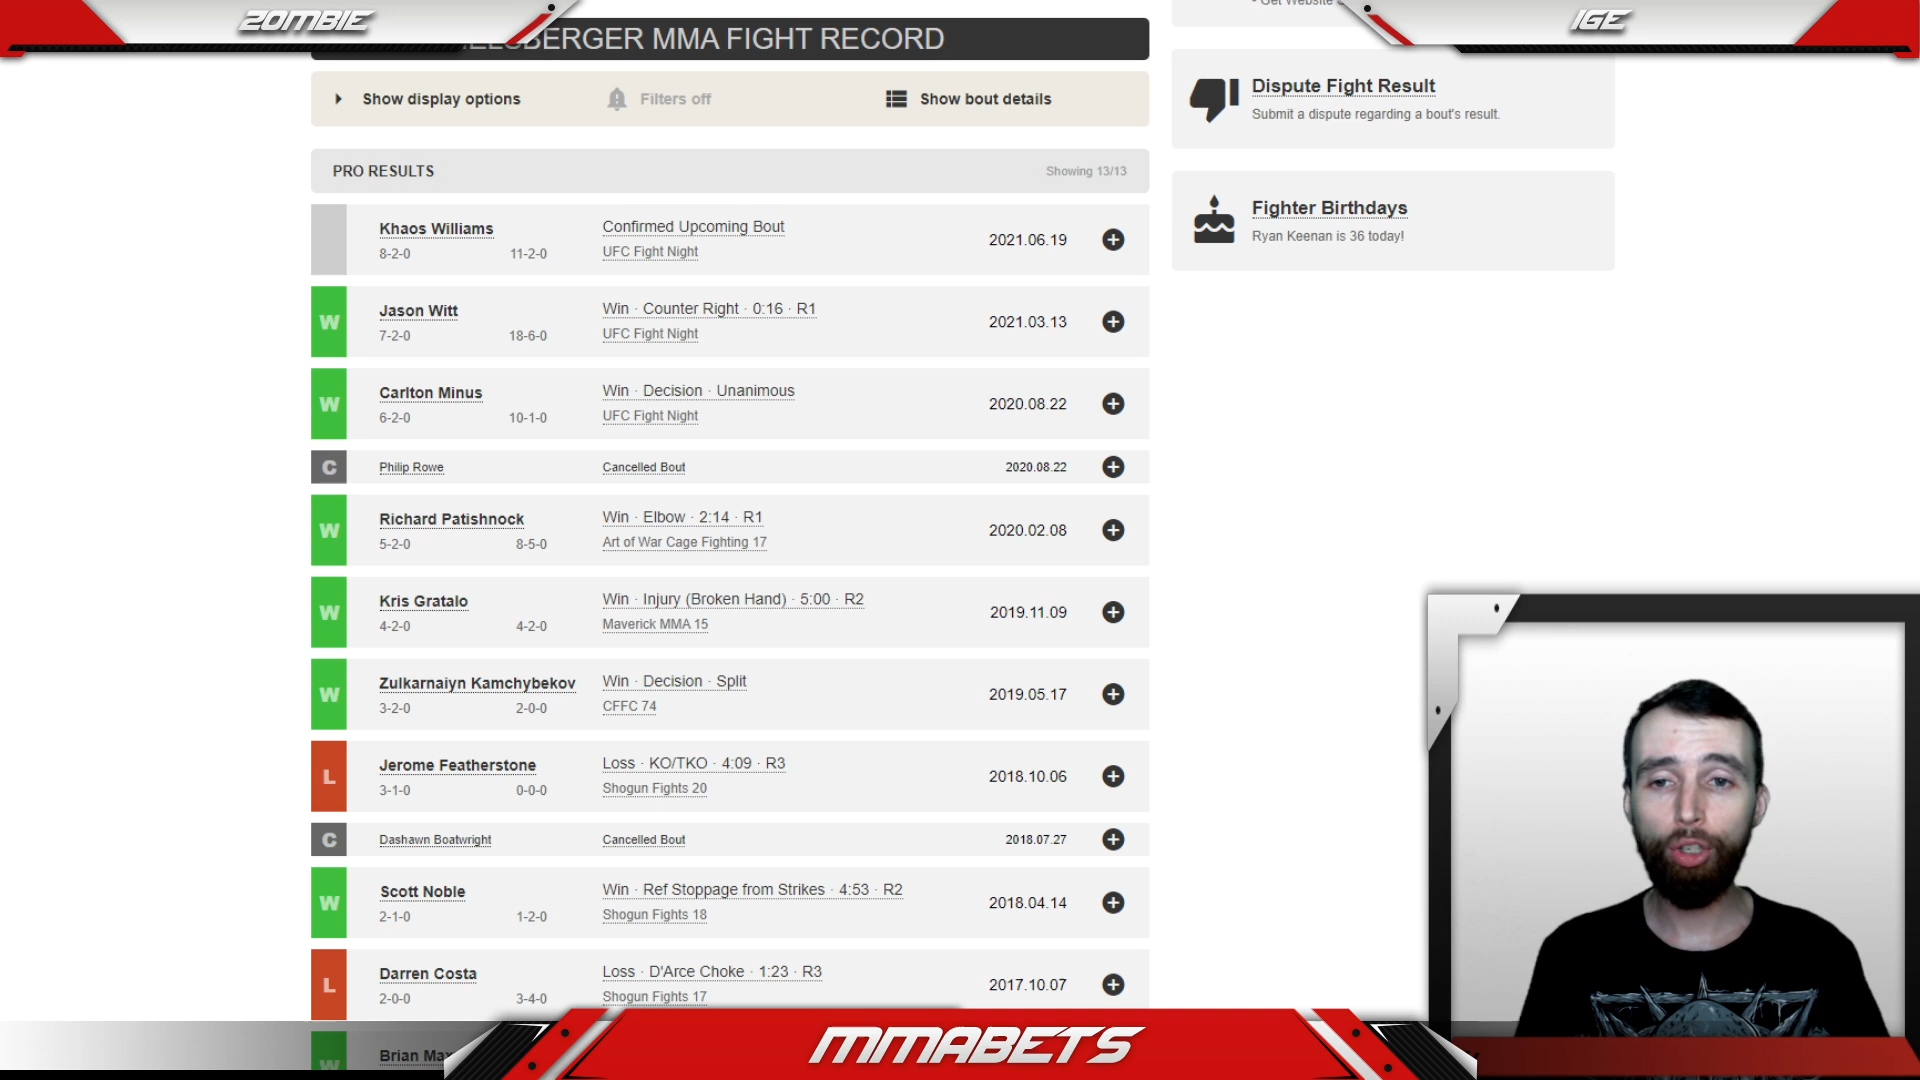 ZOMBIE
IGE
BERGER MMA FIGHT RECORD
Show display options
Filters off
Show bout details
PRO RESULTS
Showing 13/13
Khaos Williams
8-2-0
11-2-0
Confirmed Upcoming Bout
UFC Fight Night
2021.06.19
W
Jason Witt
7-2-0
18-6-0
Win · Counter Right · 0:16 · R1
UFC Fight Night
2021.03.13
W
Carlton Minus
6-2-0
10-1-0
Win · Decision · Unanimous
UFC Fight Night
2020.08.22
C
Philip Rowe
Cancelled Bout
2020.08.22
W
Richard Patishnock
5-2-0
8-5-0
Win · Elbow · 2:14 · R1
Art of War Cage Fighting 17
2020.02.08
W
Kris Gratalo
4-2-0
4-2-0
Win · Injury (Broken Hand) · 5:00 · R2
Maverick MMA 15
2019.11.09
W
Zulkarnaiyn Kamchybekov
3-2-0
2-0-0
Win · Decision · Split
CFFC 74
2019.05.17
L
Jerome Featherstone
3-1-0
0-0-0
Loss · KO/TKO · 4:09 · R3
Shogun Fights 20
2018.10.06
C
Dashawn Boatwright
Cancelled Bout
2018.07.27
W
Scott Noble
2-1-0
1-2-0
Win · Ref Stoppage from Strikes · 4:53 · R2
Shogun Fights 18
2018.04.14
L
Darren Costa
2-0-0
3-4-0
Loss · D'Arce Choke · 1:23 · R3
Shogun Fights 17
2017.10.07
W
Brian
- Get Website
Dispute Fight Result
Submit a dispute regarding a bout's result.
Fighter Birthdays
Ryan Keenan is 36 today!
MMABETS